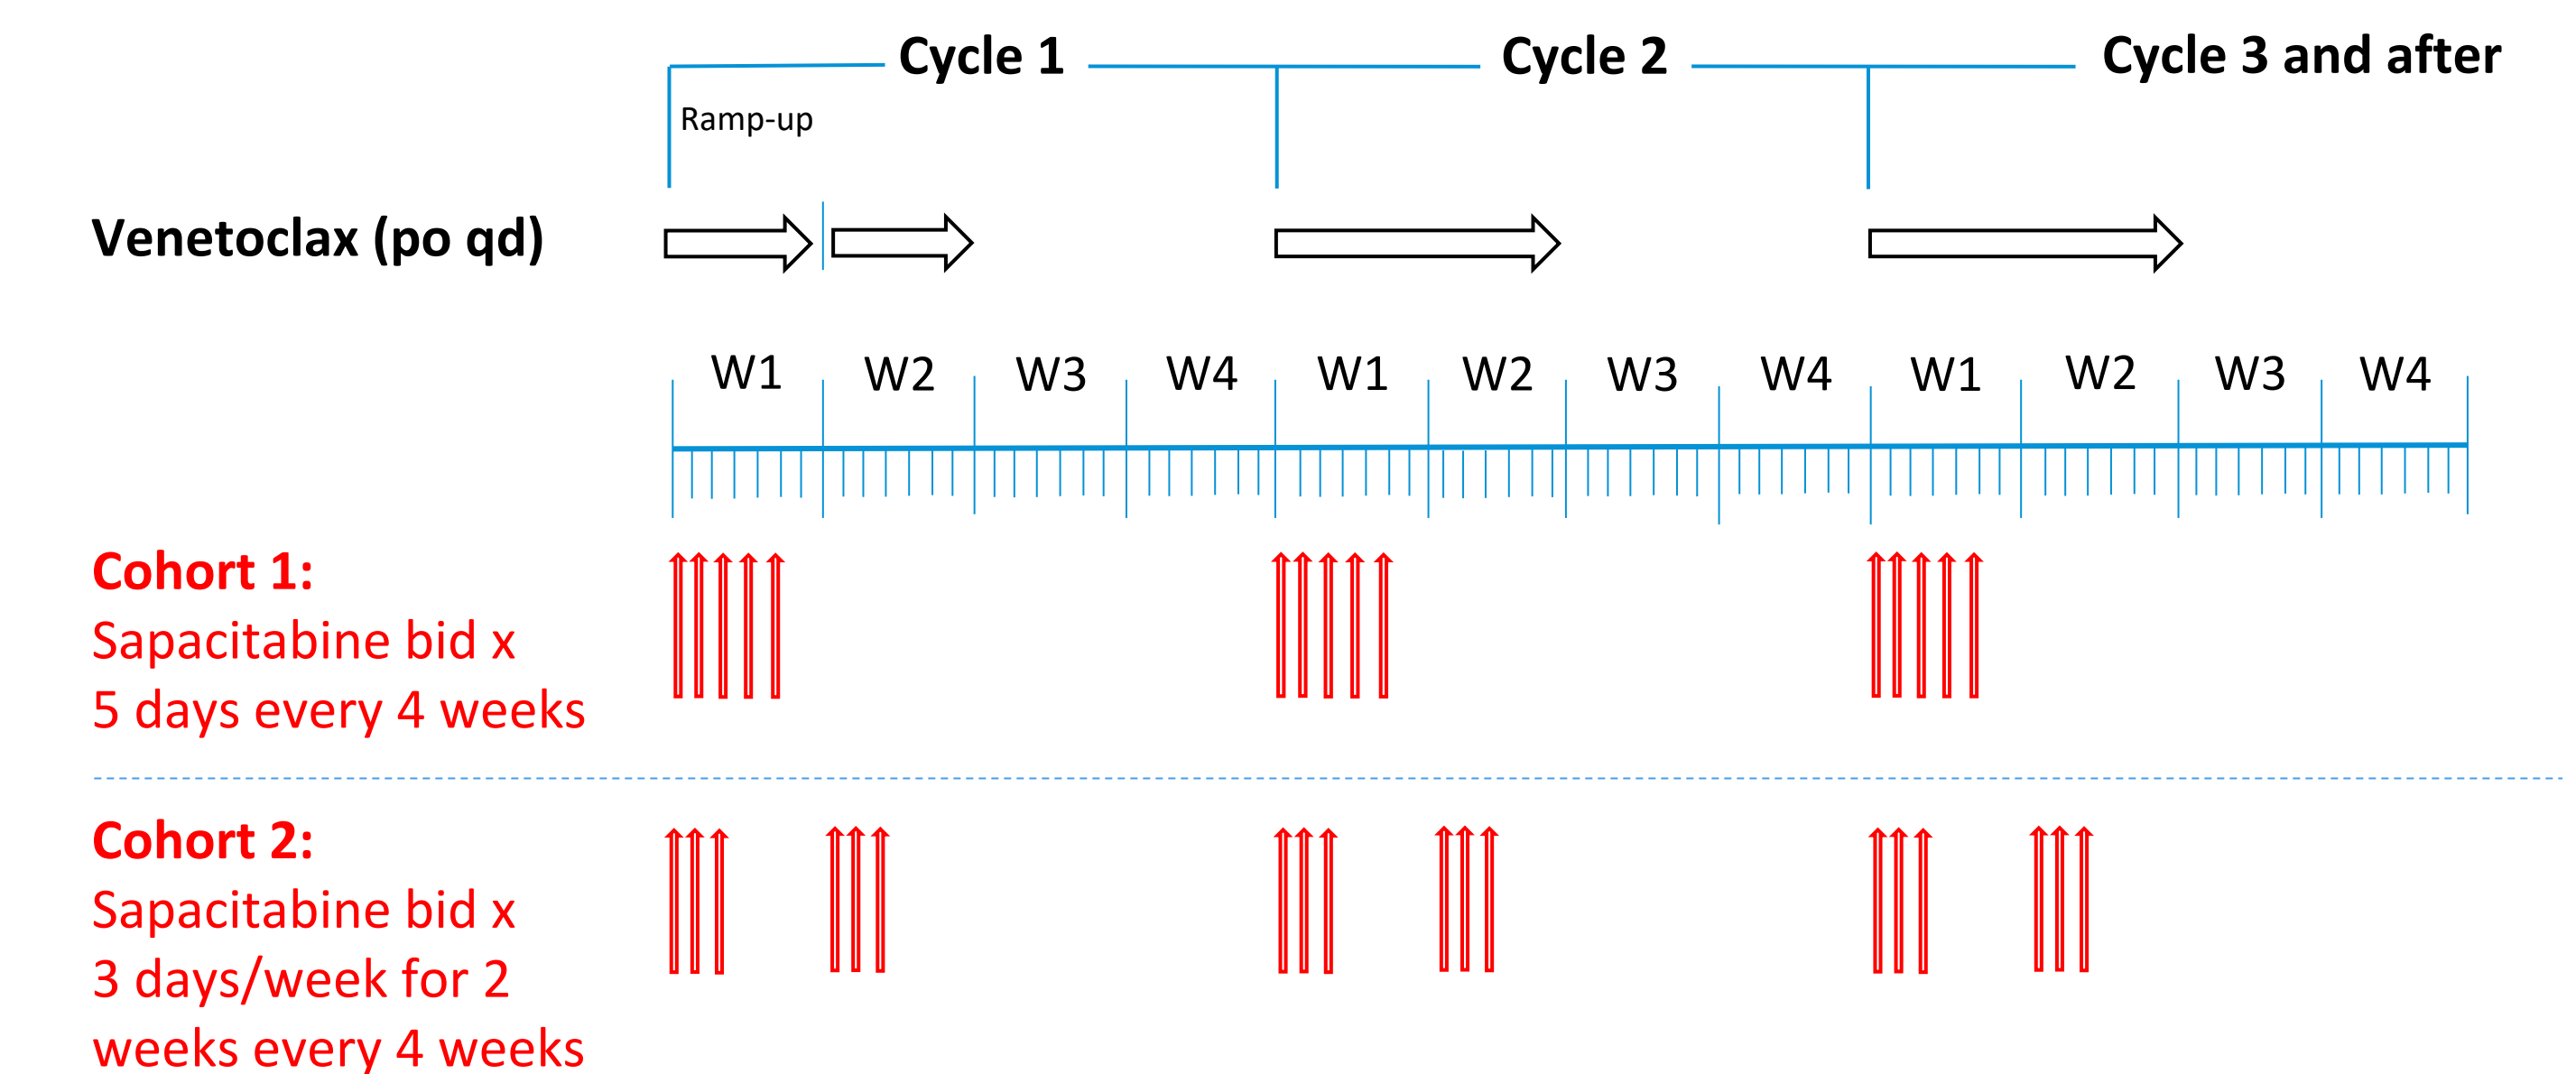 Cycle 1 Cycle 2 Cycle 3 and after
Ramp-up
Venetoclax (po qd)
W1 W2 W3 W4 W1 W2 W3 W4 W1 W2 W3 W4
Cohort 1:
Sapacitabine bid x
5 days every 4 weeks
Cohort 2:
Sapacitabine bid x
3 days/week for 2
weeks every 4 weeks